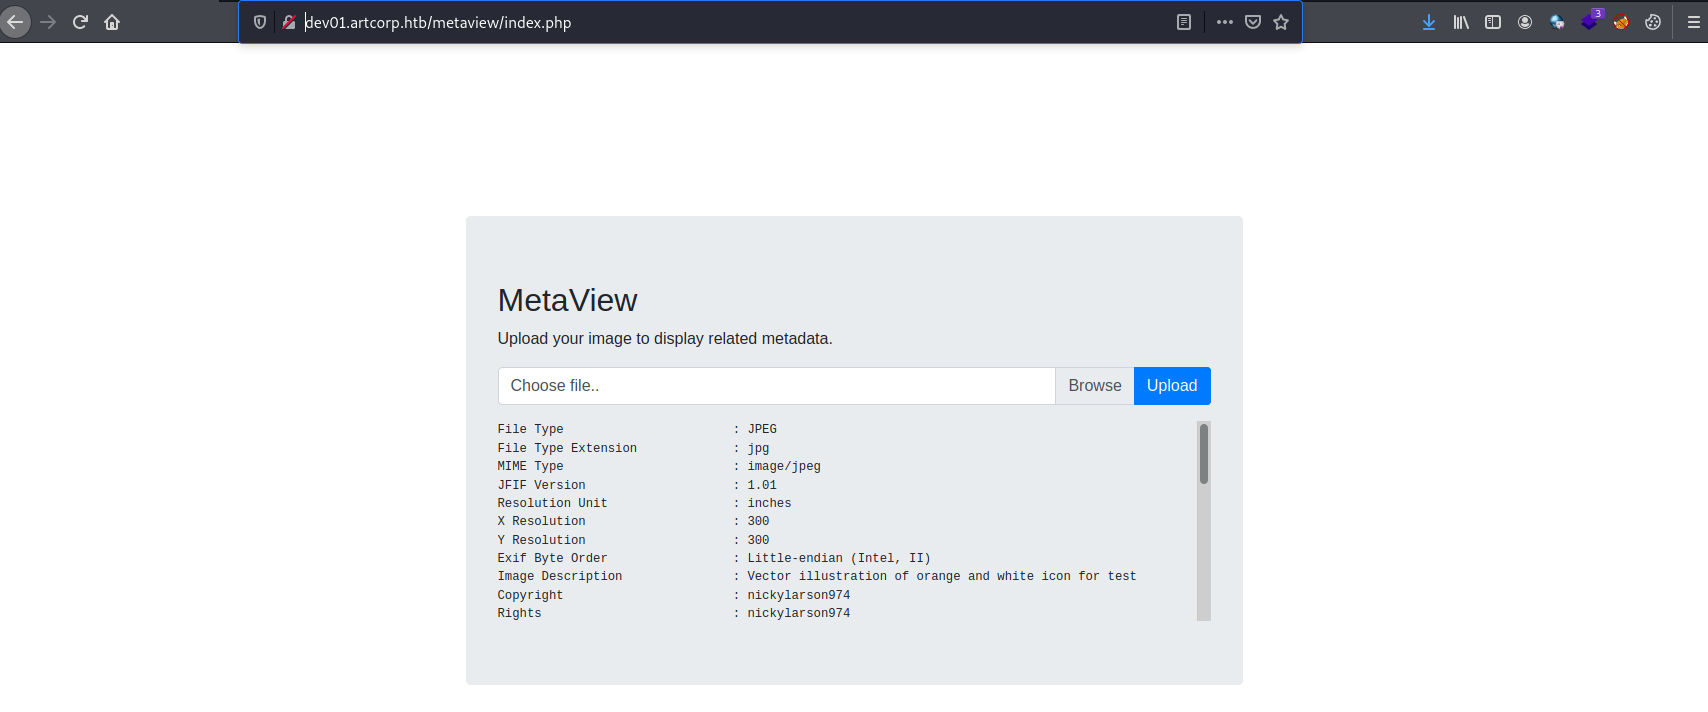 dev01.artcorp.htb/metaview/index.php
3
MetaView
Upload your image to display related metadata.
Choose file.. Browse Upload
File Type : JPEG
File Type Extension : jpg
MIME Type : image/jpeg
JFIF Version : 1.01
Resolution Unit : inches
X Resolution : 300
Y Resolution : 300
Exif Byte Order : Little-endian (Intel, II)
Image Description : Vector illustration of orange and white icon for test
Copyright : nickylarson974
Rights : nickylarson974